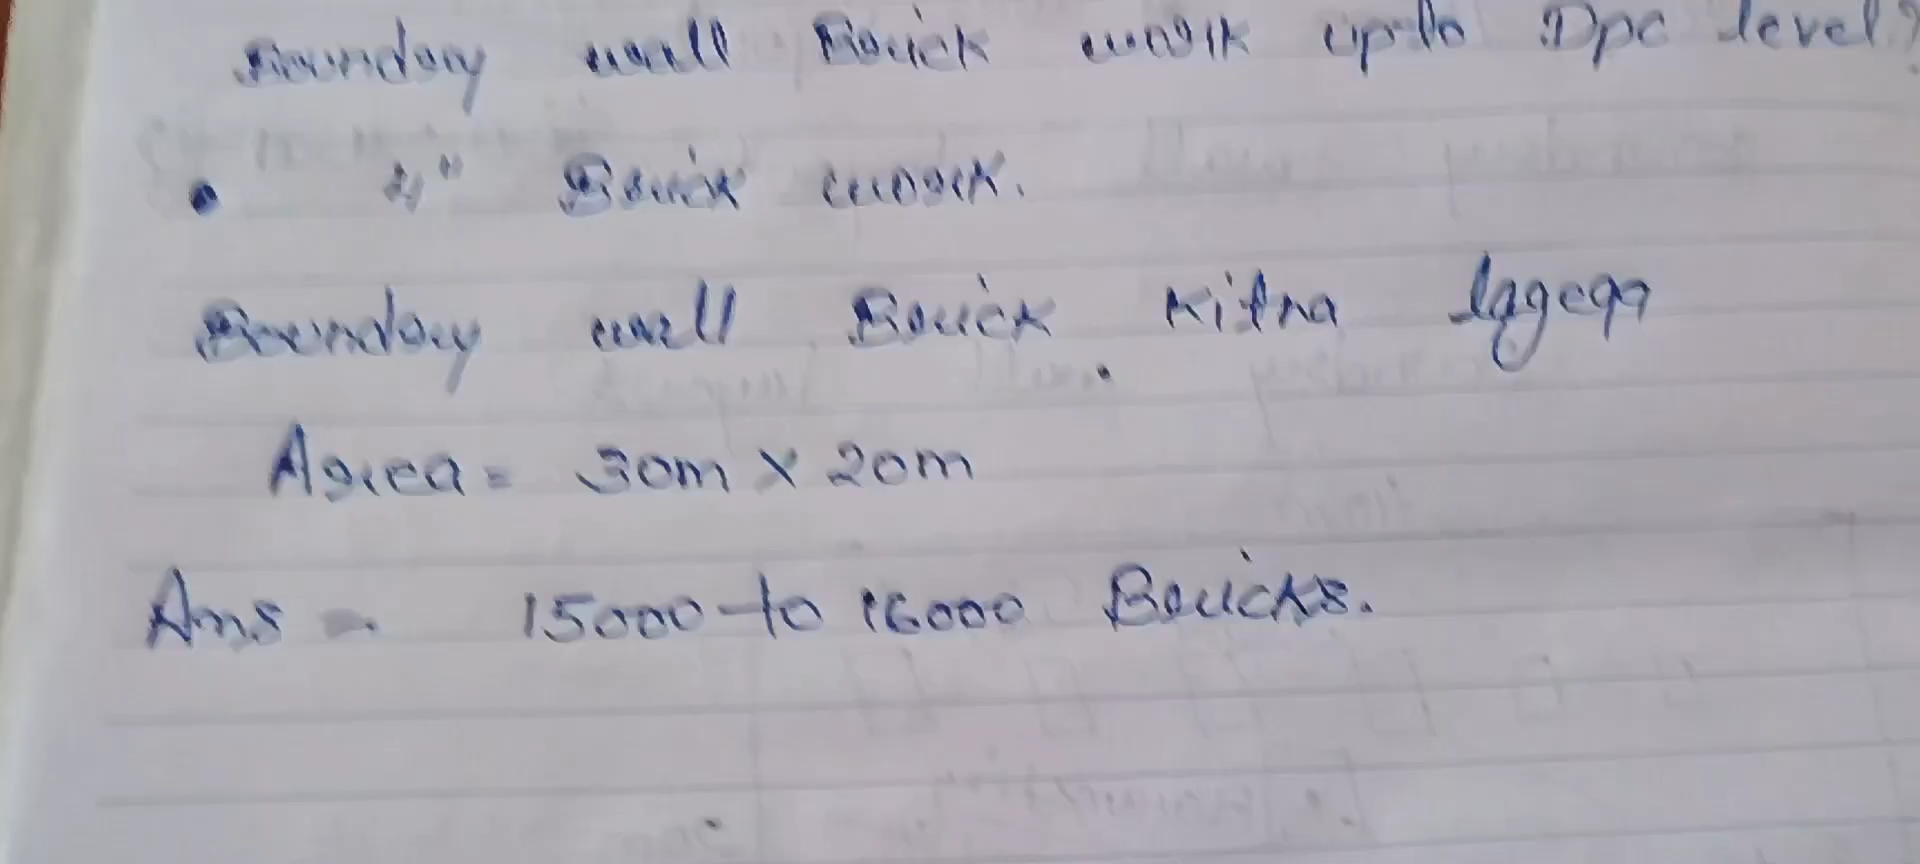 Boundary wall Brick work upto Dpc level?
• 4" Brick work.
Boundary wall Brick kitna lagega
Area = 30m x 20m
Ans - 15000 to 16000 Bricks.